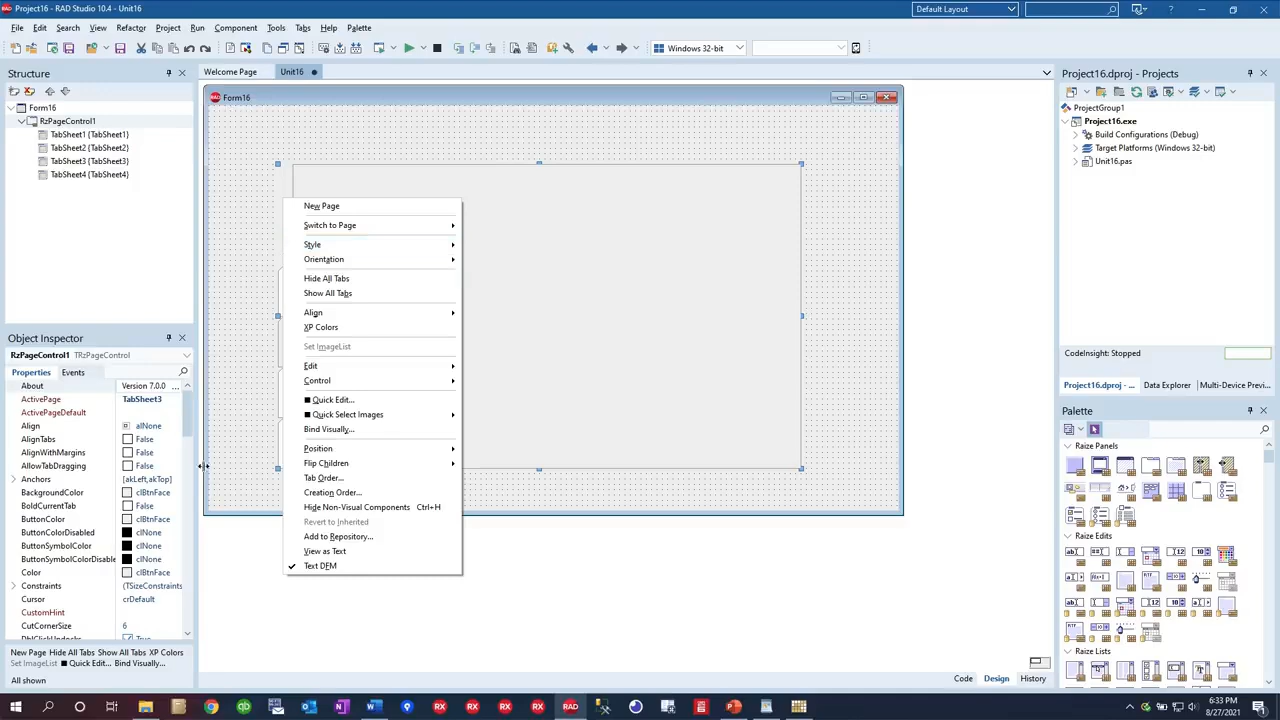 Project16 - RAD Studio 10.4 - Unit16
Default Layout
File Edit Search View Refactor Project Run Component Tools Tabs Help Palette
Windows 32-bit
Structure
Form16
RzPageControl1
TabSheet1 {TabSheet1}
TabSheet2 {TabSheet2}
TabSheet3 {TabSheet3}
TabSheet4 {TabSheet4}
Object Inspector
RzPageControl1 TRzPageControl
Properties Events
About Version 7.0.0 ...
ActivePage TabSheet3
ActivePageDefault
Align alNone
AlignTabs False
AlignWithMargins False
AllowTabDragging False
Anchors [akLeft,akTop]
BackgroundColor clBtnFace
BoldCurrentTab False
ButtonColor clBtnFace
ButtonColorDisabled clNone
ButtonSymbolColor clNone
ButtonSymbolColorDisable clNone
Color clBtnFace
Constraints (TSizeConstraints
Cursor crDefault
CustomHint
CutCornerSize 6
DblClickUndocks True
New Page Hide All Tabs Show All Tabs XP Colors
Set ImageList Quick Edit... Bind Visually...
All shown
Welcome Page Unit16
Form16
New Page
Switch to Page
Style
Orientation
Hide All Tabs
Show All Tabs
Align
XP Colors
Set ImageList
Edit
Control
Quick Edit...
Quick Select Images
Bind Visually...
Position
Flip Children
Tab Order...
Creation Order...
Hide Non-Visual Components Ctrl+H
Revert to Inherited
Add to Repository...
View as Text
Text DFM
Code Design History
Project16.dproj - Projects
ProjectGroup1
Project16.exe
Build Configurations (Debug)
Target Platforms (Windows 32-bit)
Unit16.pas
CodeInsight: Stopped
Project16.dproj - ... Data Explorer Multi-Device Previ...
Palette
Raize Panels
Raize Edits
Raize Lists
6:33 PM
8/27/2021